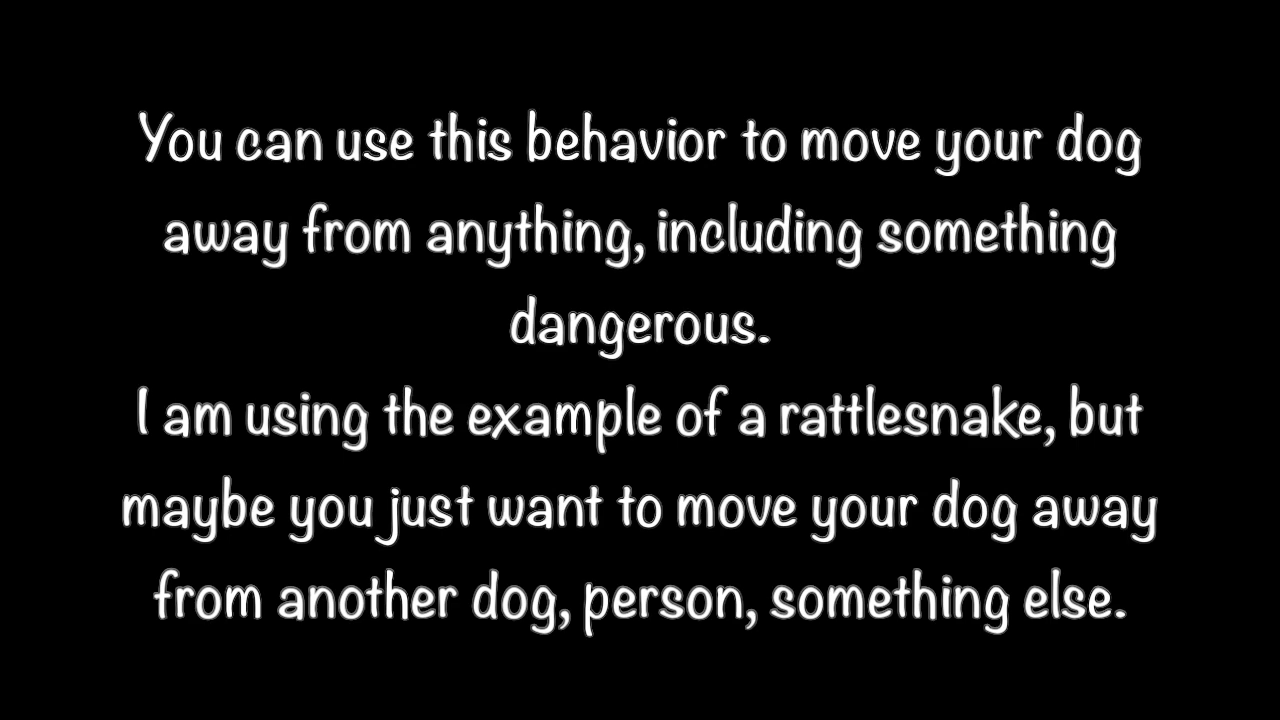 You can use this behavior to move your dog
away from anything, including something
dangerous.
I am using the example of a rattlesnake, but
maybe you just want to move your dog away
from another dog, person, something else.